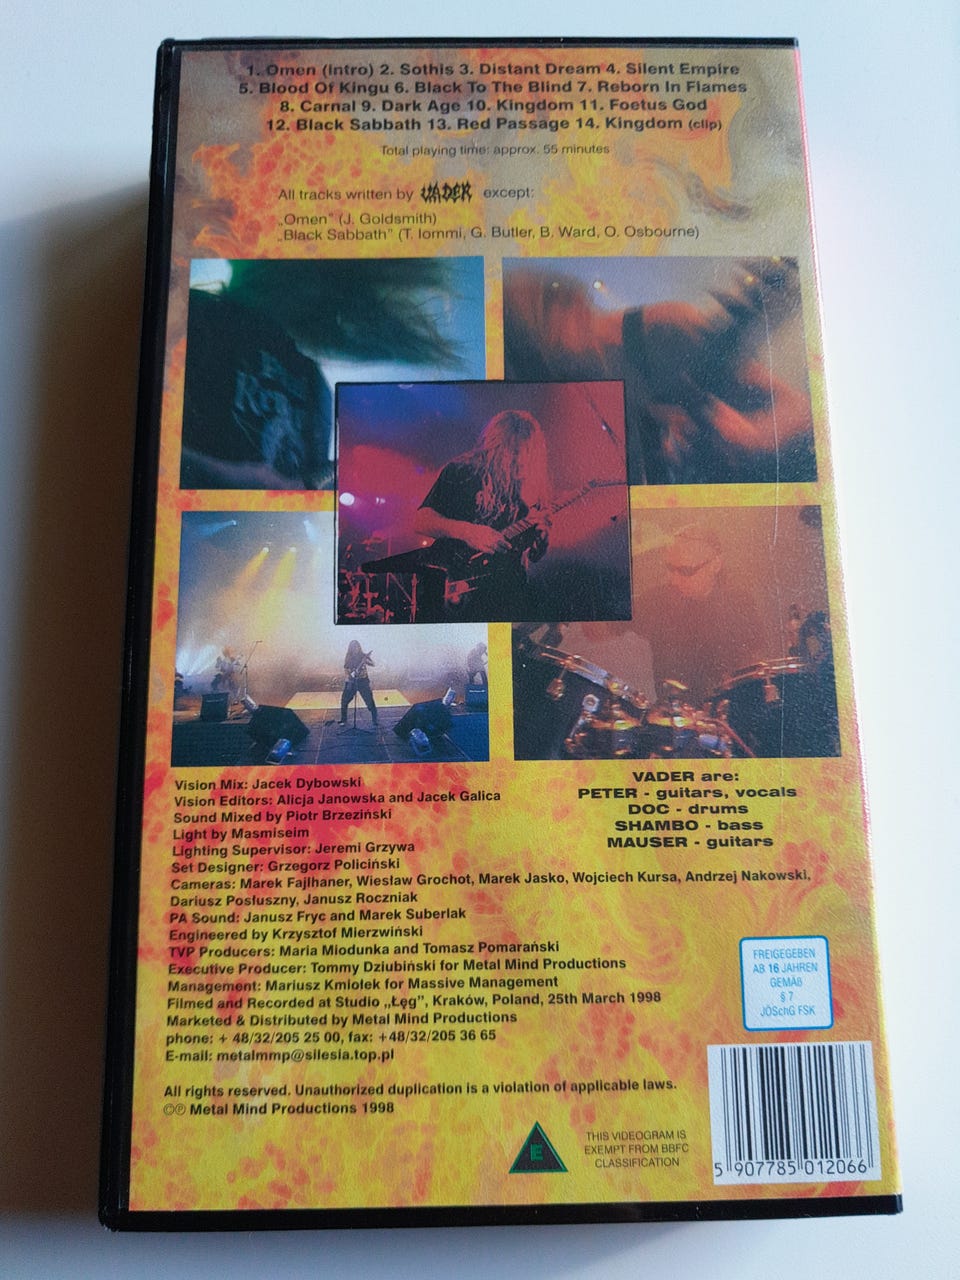 1. Omen (intro) 2. Sothis 3. Distant Dream 4. Silent Empire
5. Blood Of Kingu 6. Black To The Blind 7. Reborn In Flames
8. Carnal 9. Dark Age 10. Kingdom 11. Foetus God
12. Black Sabbath 13. Red Passage 14. Kingdom (clip)
Total playing time: approx. 55 minutes
All tracks written by VADER except:
„Omen” (J. Goldsmith)
„Black Sabbath” (T. Iommi, G. Butler, B. Ward, O. Osbourne)
Vision Mix: Jacek Dybowski
Vision Editors: Alicja Janowska and Jacek Galica
Sound Mixed by Piotr Brzeziński
Light by Masmiseim
Lighting Supervisor: Jeremi Grzywa
Set Designer: Grzegorz Policiński
Cameras: Marek Fajlhaner, Wiesław Grochot, Marek Jasko, Wojciech Kursa, Andrzej Nakowski,
Dariusz Posłuszny, Janusz Roczniak
PA Sound: Janusz Fryc and Marek Suberlak
Engineered by Krzysztof Mierzwiński
TVP Producers: Maria Miodunka and Tomasz Pomarański
Executive Producer: Tommy Dziubiński for Metal Mind Productions
Management: Mariusz Kmiołek for Massive Management
Filmed and Recorded at Studio „Łęg”, Kraków, Poland, 25th March 1998
Marketed & Distributed by Metal Mind Productions
phone: + 48/32/205 25 00, fax: +48/32/205 36 65
E-mail: metalmmp@silesia.top.pl
All rights reserved. Unauthorized duplication is a violation of applicable laws.
©℗ Metal Mind Productions 1998
VADER are:
PETER - guitars, vocals
DOC - drums
SHAMBO - bass
MAUSER - guitars
FREIGEGEBEN
AB 16 JAHREN
GEMÄß
§ 7
JÖSchG FSK
E
THIS VIDEOGRAM IS
EXEMPT FROM BBFC
CLASSIFICATION
5 907785 012066